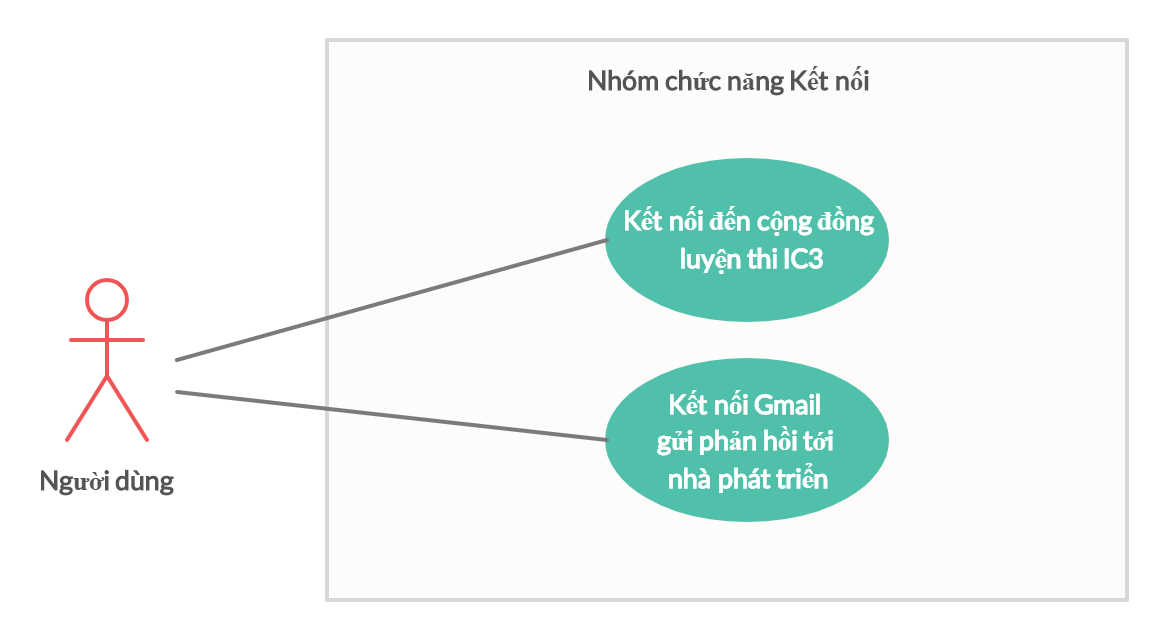 Nhóm chức năng Kết nối
Kết nối đến cộng đồng
luyện thi IC3
Kết nối Gmail
gửi phản hồi tới
nhà phát triển
Người dùng